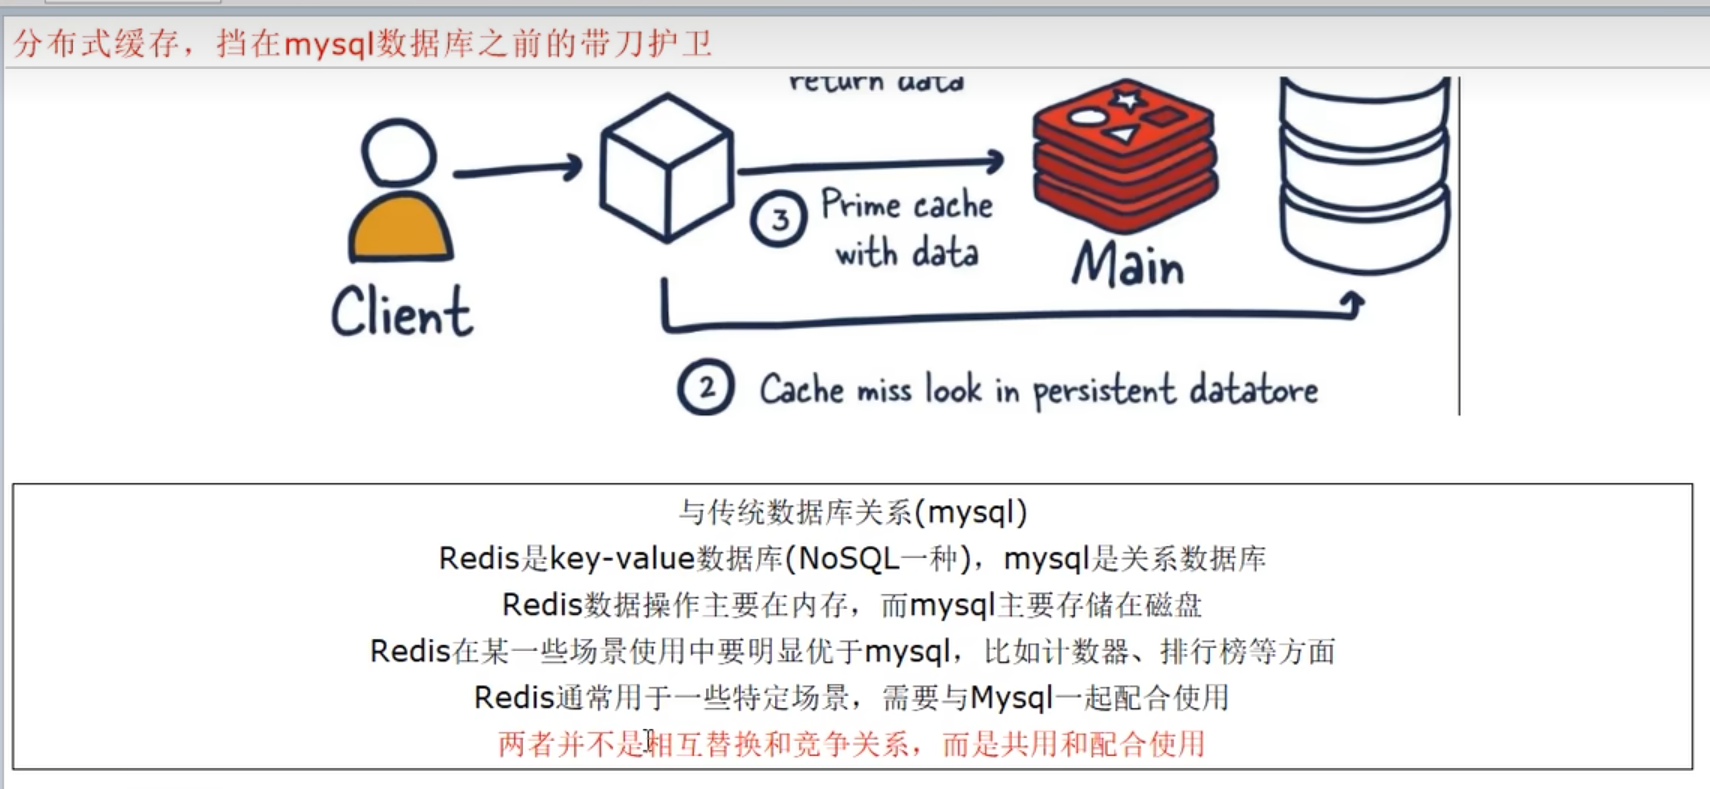 分布式缓存，挡在mysql数据库之前的带刀护卫
return data
3
Prime cache
with data
Main
Client
2
Cache miss look in persistent datatore
与传统数据库关系(mysql)
Redis是key-value数据库(NoSQL一种)，mysql是关系数据库
Redis数据操作主要在内存，而mysql主要存储在磁盘
Redis在某一些场景使用中要明显优于mysql，比如计数器、排行榜等方面
Redis通常用于一些特定场景，需要与Mysql一起配合使用
两者并不是相互替换和竞争关系，而是共用和配合使用